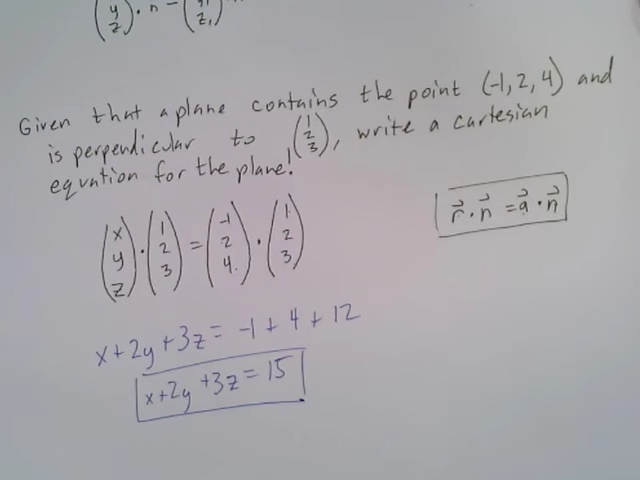 (y z) · n = (y₁ z₁)
Given that a plane contains the point (-1, 2, 4) and
is perpendicular to (1 2 3), write a cartesian
equation for the plane!
(x y z) · (1 2 3) = (-1 2 4) · (1 2 3)
r⃗ · n⃗ = a⃗ · n⃗
x + 2y + 3z = -1 + 4 + 12
x + 2y + 3z = 15